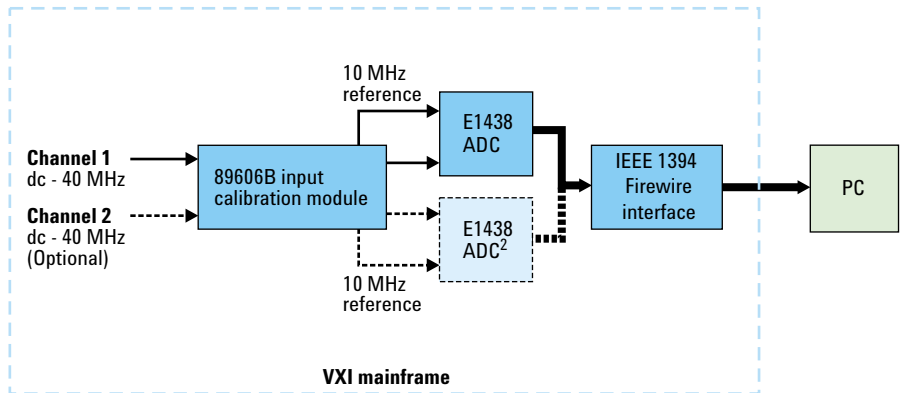 10 MHz
reference
Channel 1
dc - 40 MHz
Channel 2
dc - 40 MHz
(Optional)
89606B input
calibration module
E1438
ADC
E1438
ADC²
10 MHz
reference
IEEE 1394
Firewire
interface
PC
VXI mainframe